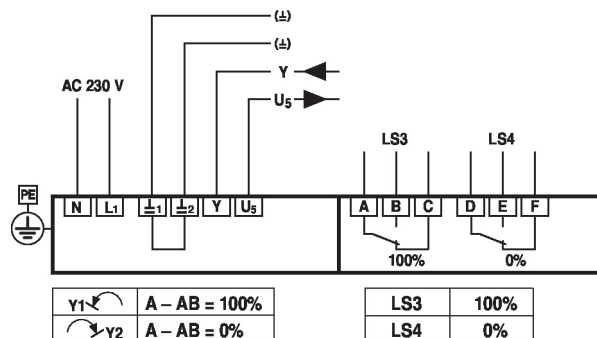 (⊥)
(⊥)
Y
AC 230 V
U5
LS3 LS4
PE
N L1 ⊥1 ⊥2 Y U5 A B C D E F
100% 0%
Y1 A – AB = 100%
Y2 A – AB = 0%
LS3 100%
LS4 0%